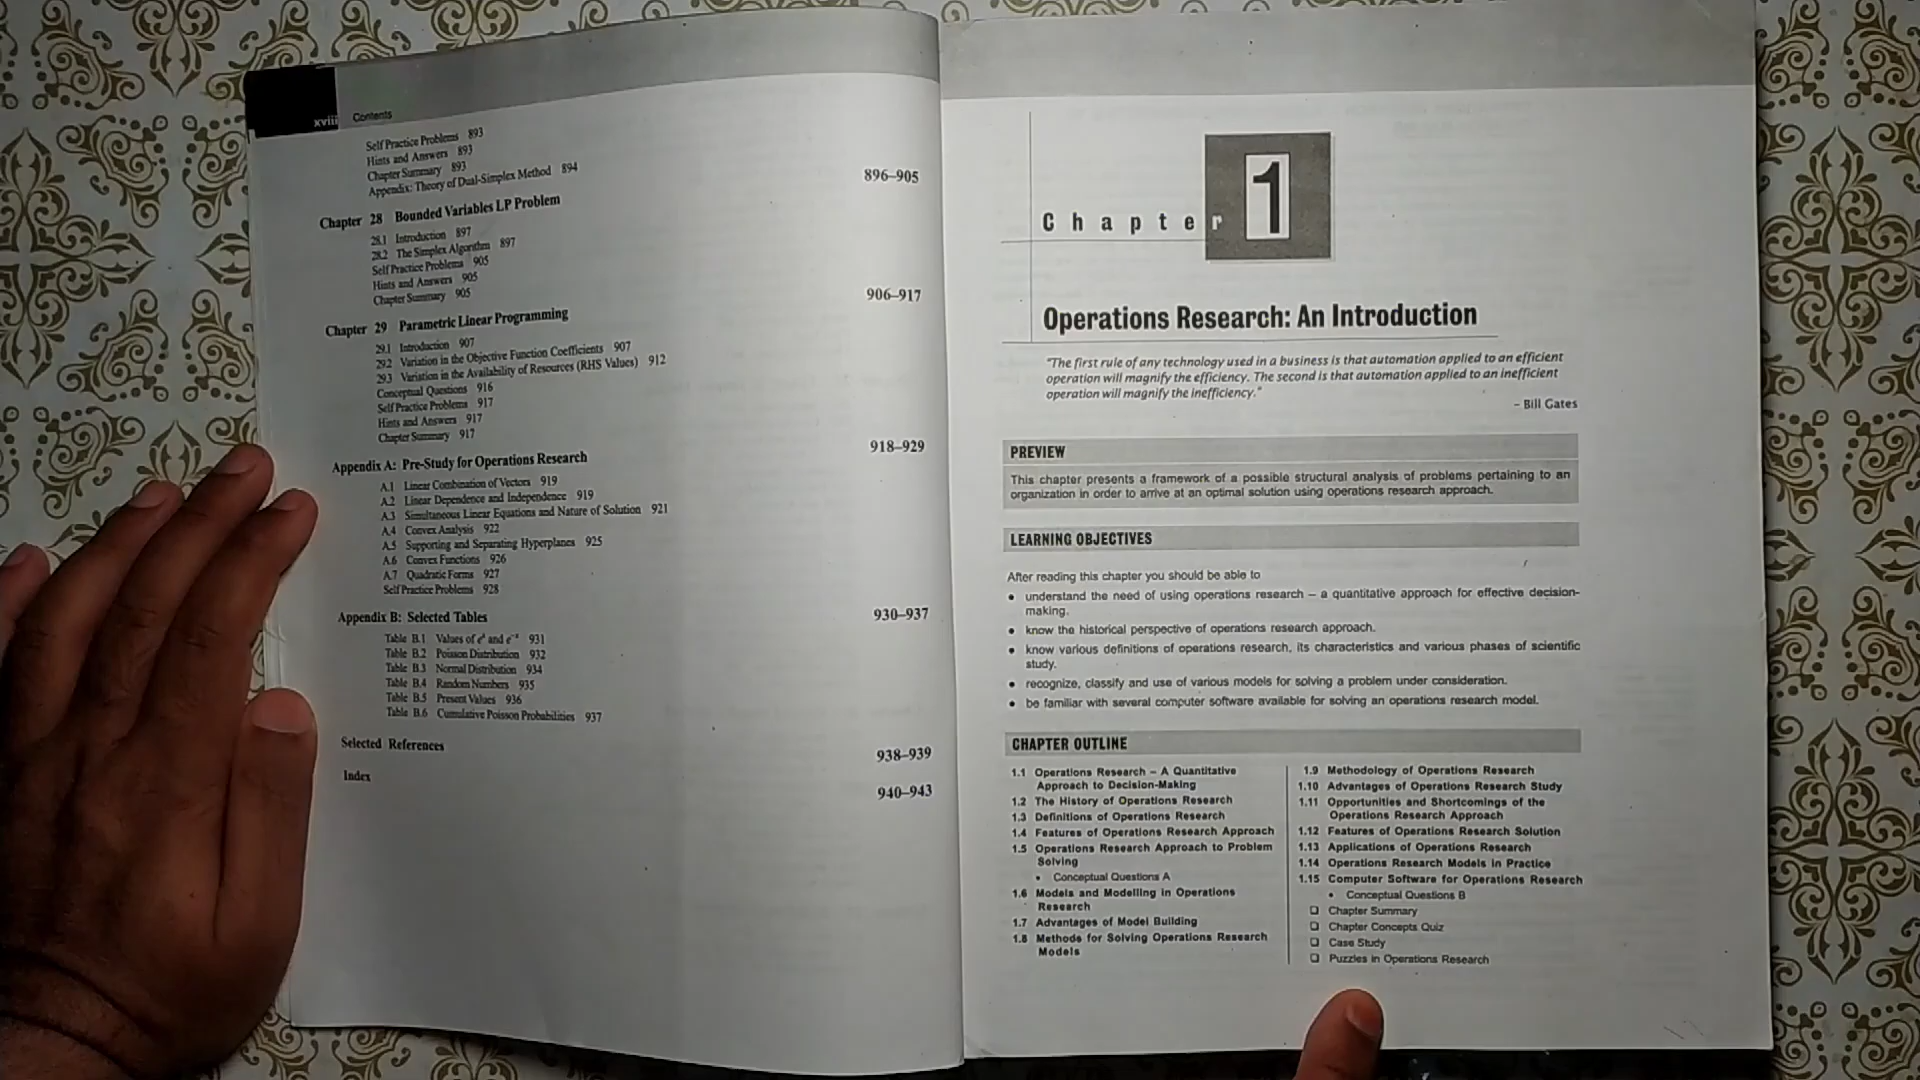 xviii Contents
Self Practice Problems 893
Hints and Answers 893
Chapter Summary 893
Appendix: Theory of Dual-Simplex Method 894
Chapter 28 Bounded Variables LP Problem 896–905
28.1 Introduction 897
28.2 The Simplex Algorithm 897
Self Practice Problems 905
Hints and Answers 905
Chapter Summary 905
Chapter 29 Parametric Linear Programming 906–917
29.1 Introduction 907
29.2 Variation in the Objective Function Coefficients 907
29.3 Variation in the Availability of Resources (RHS Values) 912
Conceptual Questions 916
Self Practice Problems 917
Hints and Answers 917
Chapter Summary 917
Appendix A: Pre-Study for Operations Research 918–929
A.1 Linear Combination of Vectors 919
A.2 Linear Dependence and Independence 919
A.3 Simultaneous Linear Equations and Nature of Solution 921
A.4 Convex Analysis 922
A.5 Supporting and Separating Hyperplanes 925
A.6 Convex Functions 926
A.7 Quadratic Forms 927
Self Practice Problems 928
Appendix B: Selected Tables 930–937
Table B.1 Values of eˣ and e⁻ˣ 931
Table B.2 Poisson Distribution 932
Table B.3 Normal Distribution 934
Table B.4 Random Numbers 935
Table B.5 Present Values 936
Table B.6 Cumulative Poisson Probabilities 937
Selected References 938–939
Index 940–943
Chapter 1
Operations Research: An Introduction
"The first rule of any technology used in a business is that automation applied to an efficient
operation will magnify the efficiency. The second is that automation applied to an inefficient
operation will magnify the inefficiency."
– Bill Gates
PREVIEW
This chapter presents a framework of a possible structural analysis of problems pertaining to an
organization in order to arrive at an optimal solution using operations research approach.
LEARNING OBJECTIVES
After reading this chapter you should be able to
• understand the need of using operations research – a quantitative approach for effective decision-
making.
• know the historical perspective of operations research approach.
• know various definitions of operations research, its characteristics and various phases of scientific
study.
• recognize, classify and use of various models for solving a problem under consideration.
• be familiar with several computer software available for solving an operations research model.
CHAPTER OUTLINE
1.1 Operations Research – A Quantitative
Approach to Decision-Making
1.2 The History of Operations Research
1.3 Definitions of Operations Research
1.4 Features of Operations Research Approach
1.5 Operations Research Approach to Problem
Solving
• Conceptual Questions A
1.6 Models and Modelling in Operations
Research
1.7 Advantages of Model Building
1.8 Methods for Solving Operations Research
Models
1.9 Methodology of Operations Research
1.10 Advantages of Operations Research Study
1.11 Opportunities and Shortcomings of the
Operations Research Approach
1.12 Features of Operations Research Solution
1.13 Applications of Operations Research
1.14 Operations Research Models in Practice
1.15 Computer Software for Operations Research
• Conceptual Questions B
❑ Chapter Summary
❑ Chapter Concepts Quiz
❑ Case Study
❑ Puzzles in Operations Research